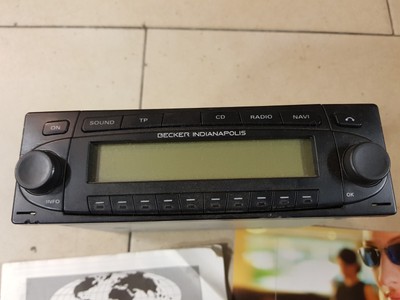 ON SOUND TP CD RADIO NAVI
BECKER INDIANAPOLIS
INFO OK